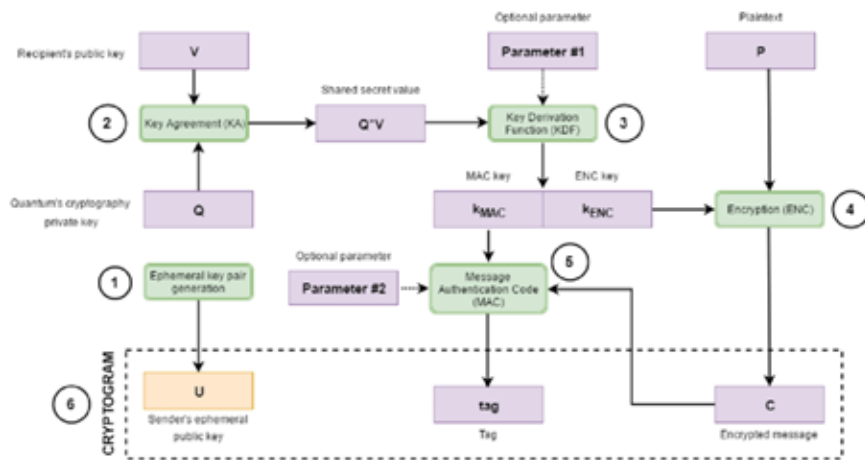 Optional parameter
Plaintext
Recipient's public key
V
Parameter #1
P
Shared secret value
2
Key Agreement (KA)
Q*V
Key Derivation
Function (KDF)
3
MAC key
ENC key
Quantum's cryptography
private key
Q
kMAC
kENC
Encryption (ENC)
4
Optional parameter
5
1
Ephemeral key pair
generation
Parameter #2
Message
Authentication Code
(MAC)
6
CRYPTOGRAM
U
tag
C
Sender's ephemeral
public key
Tag
Encrypted message